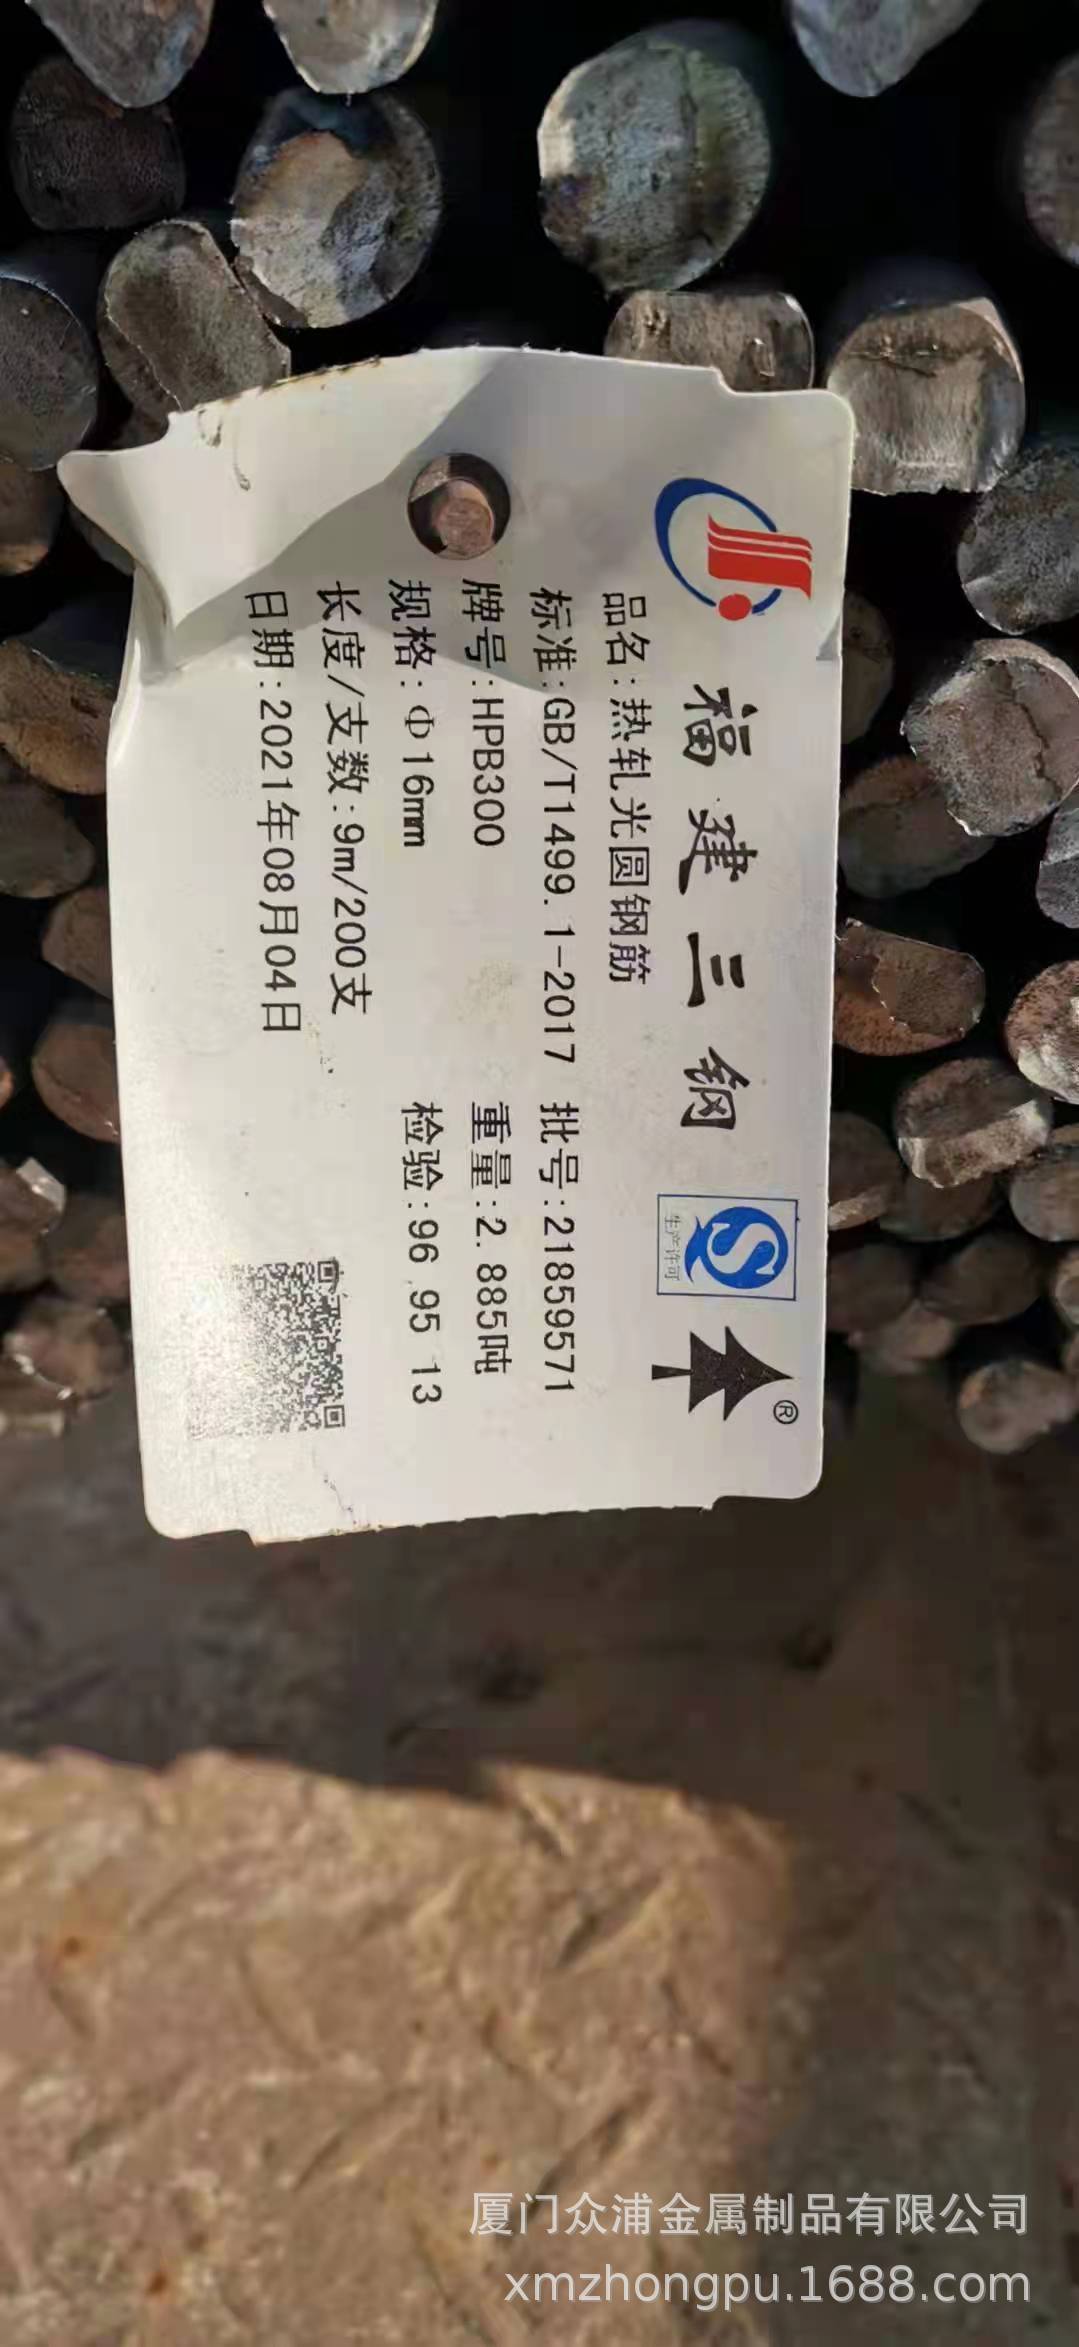 福建三钢
生产许可
®
品名:热轧光圆钢筋
标准:GB/T1499.1-2017 批号:21859571
牌号:HPB300 重量:2.885吨
规格:Φ16mm 检验:96 95 13
长度/支数:9m/200支
日期:2021年08月04日
厦门众浦金属制品有限公司
xmzhongpu.1688.com